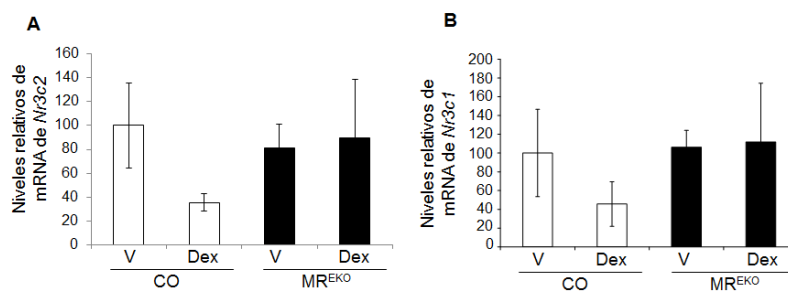 A
Niveles relativos de
mRNA de Nr3c2
160
140
120
100
80
60
40
20
0
V
Dex
V
Dex
CO
MREKO
B
Niveles relativos de
mRNA de Nr3c1
200
180
160
140
120
100
80
60
40
20
0
V
Dex
V
Dex
CO
MREKO